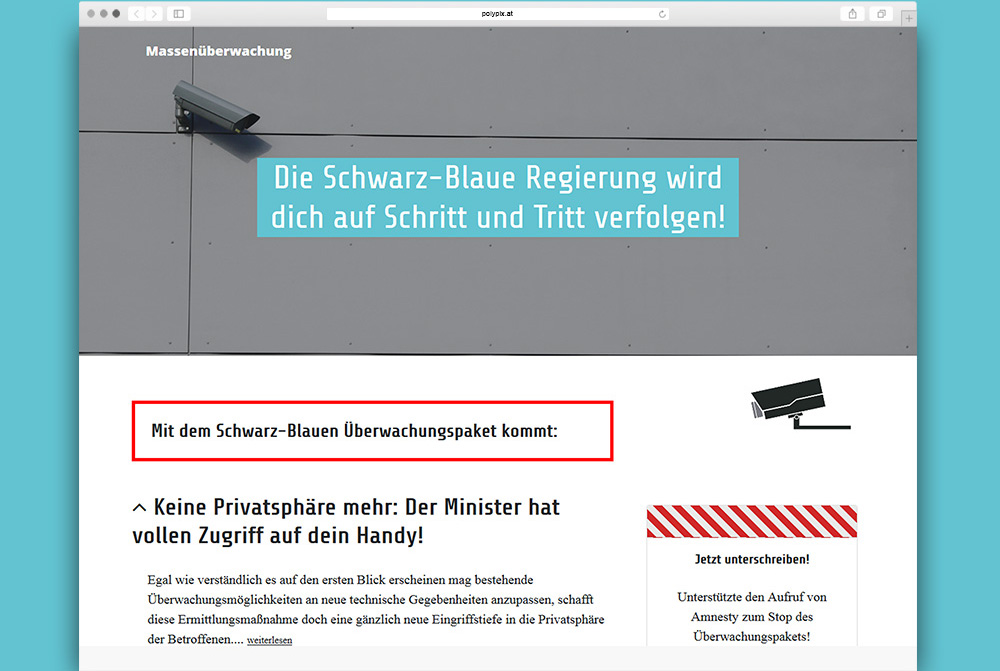 polypix.at
Massenüberwachung
Die Schwarz-Blaue Regierung wird
dich auf Schritt und Tritt verfolgen!
Mit dem Schwarz-Blauen Überwachungspaket kommt:
Keine Privatsphäre mehr: Der Minister hat
vollen Zugriff auf dein Handy!
Egal wie verständlich es auf den ersten Blick erscheinen mag bestehende
Überwachungsmöglichkeiten an neue technische Gegebenheiten anzupassen, schafft
diese Ermittlungsmaßnahme doch eine gänzlich neue Eingriffstiefe in die Privatsphäre
der Betroffenen.... weiterlesen
Jetzt unterschreiben!
Unterstützte den Aufruf von
Amnesty zum Stop des
Überwachungspakets!